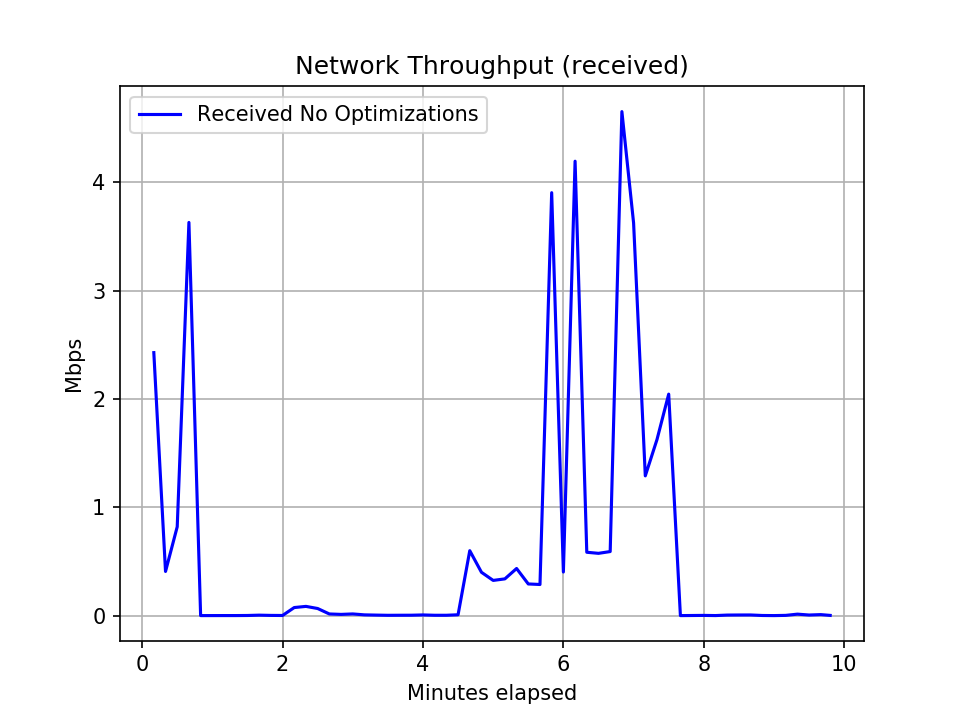 Network Throughput (received)
Received No Optimizations
4
3
2
1
0
Mbps
0 2 4 6 8 10
Minutes elapsed